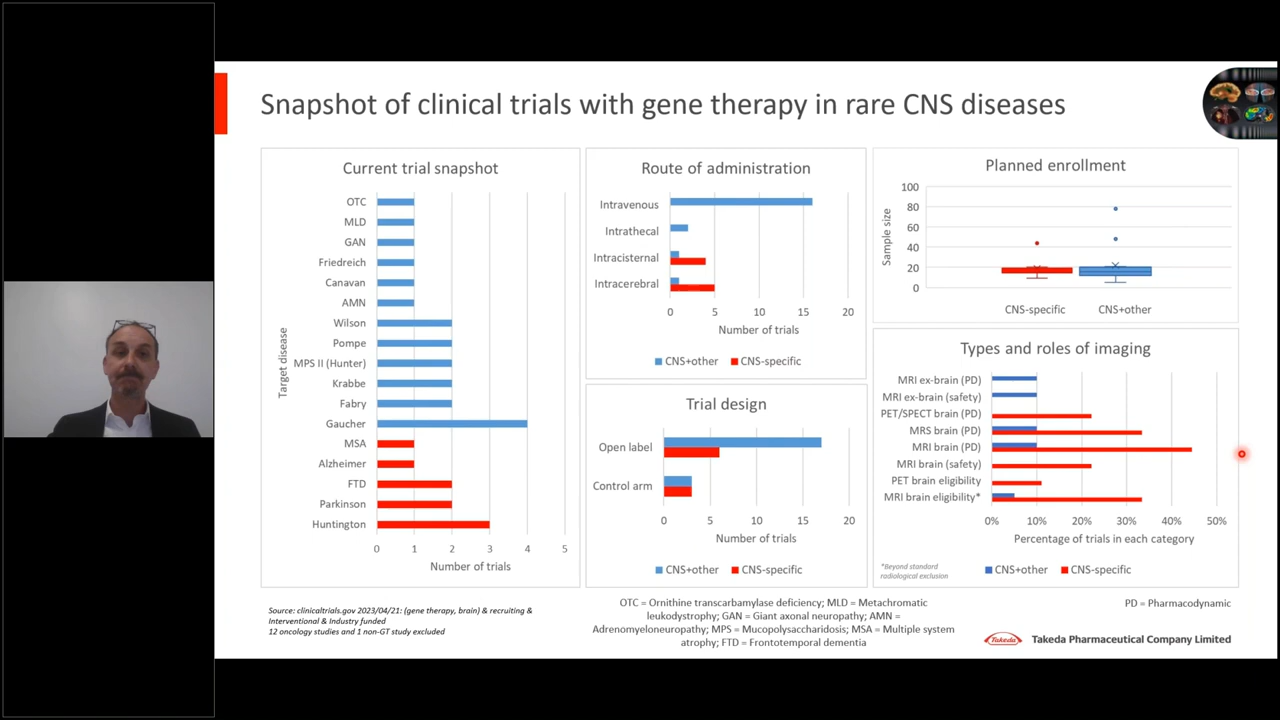 Snapshot of clinical trials with gene therapy in rare CNS diseases
Current trial snapshot
Target disease
OTC
MLD
GAN
Friedreich
Canavan
AMN
Wilson
Pompe
MPS II (Hunter)
Krabbe
Fabry
Gaucher
MSA
Alzheimer
FTD
Parkinson
Huntington
0 1 2 3 4 5
Number of trials
Route of administration
Intravenous
Intrathecal
Intracisternal
Intracerebral
0 5 10 15 20
Number of trials
CNS+other CNS-specific
Trial design
Open label
Control arm
0 5 10 15 20
Number of trials
CNS+other CNS-specific
Planned enrollment
Sample size
100
80
60
40
20
0
CNS-specific CNS+other
Types and roles of imaging
MRI ex-brain (PD)
MRI ex-brain (safety)
PET/SPECT brain (PD)
MRS brain (PD)
MRI brain (PD)
MRI brain (safety)
PET brain eligibility
MRI brain eligibility*
0% 10% 20% 30% 40% 50%
Percentage of trials in each category
*Beyond standard
radiological exclusion
CNS+other CNS-specific
Source: clinicaltrials.gov 2023/04/21: (gene therapy, brain) & recruiting &
Interventional & Industry funded
12 oncology studies and 1 non-GT study excluded
OTC = Ornithine transcarbamylase deficiency; MLD = Metachromatic
leukodystrophy; GAN = Giant axonal neuropathy; AMN =
Adrenomyeloneuropathy; MPS = Mucopolysaccharidosis; MSA = Multiple system
atrophy; FTD = Frontotemporal dementia
PD = Pharmacodynamic
Takeda Takeda Pharmaceutical Company Limited